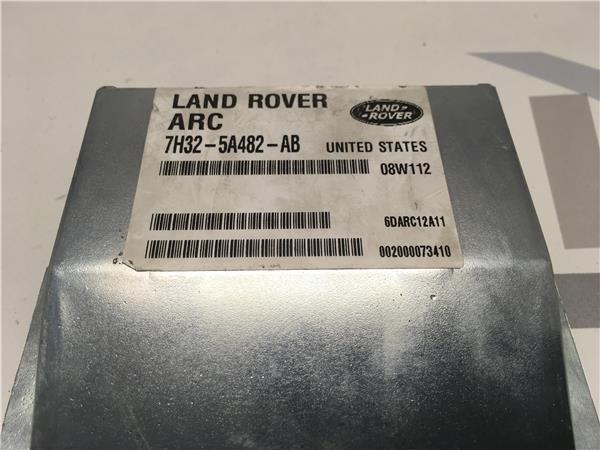 LAND ROVER
LAND ROVER
ARC
7H32-5A482-AB UNITED STATES
08W112
6DARC12A11
002000073410